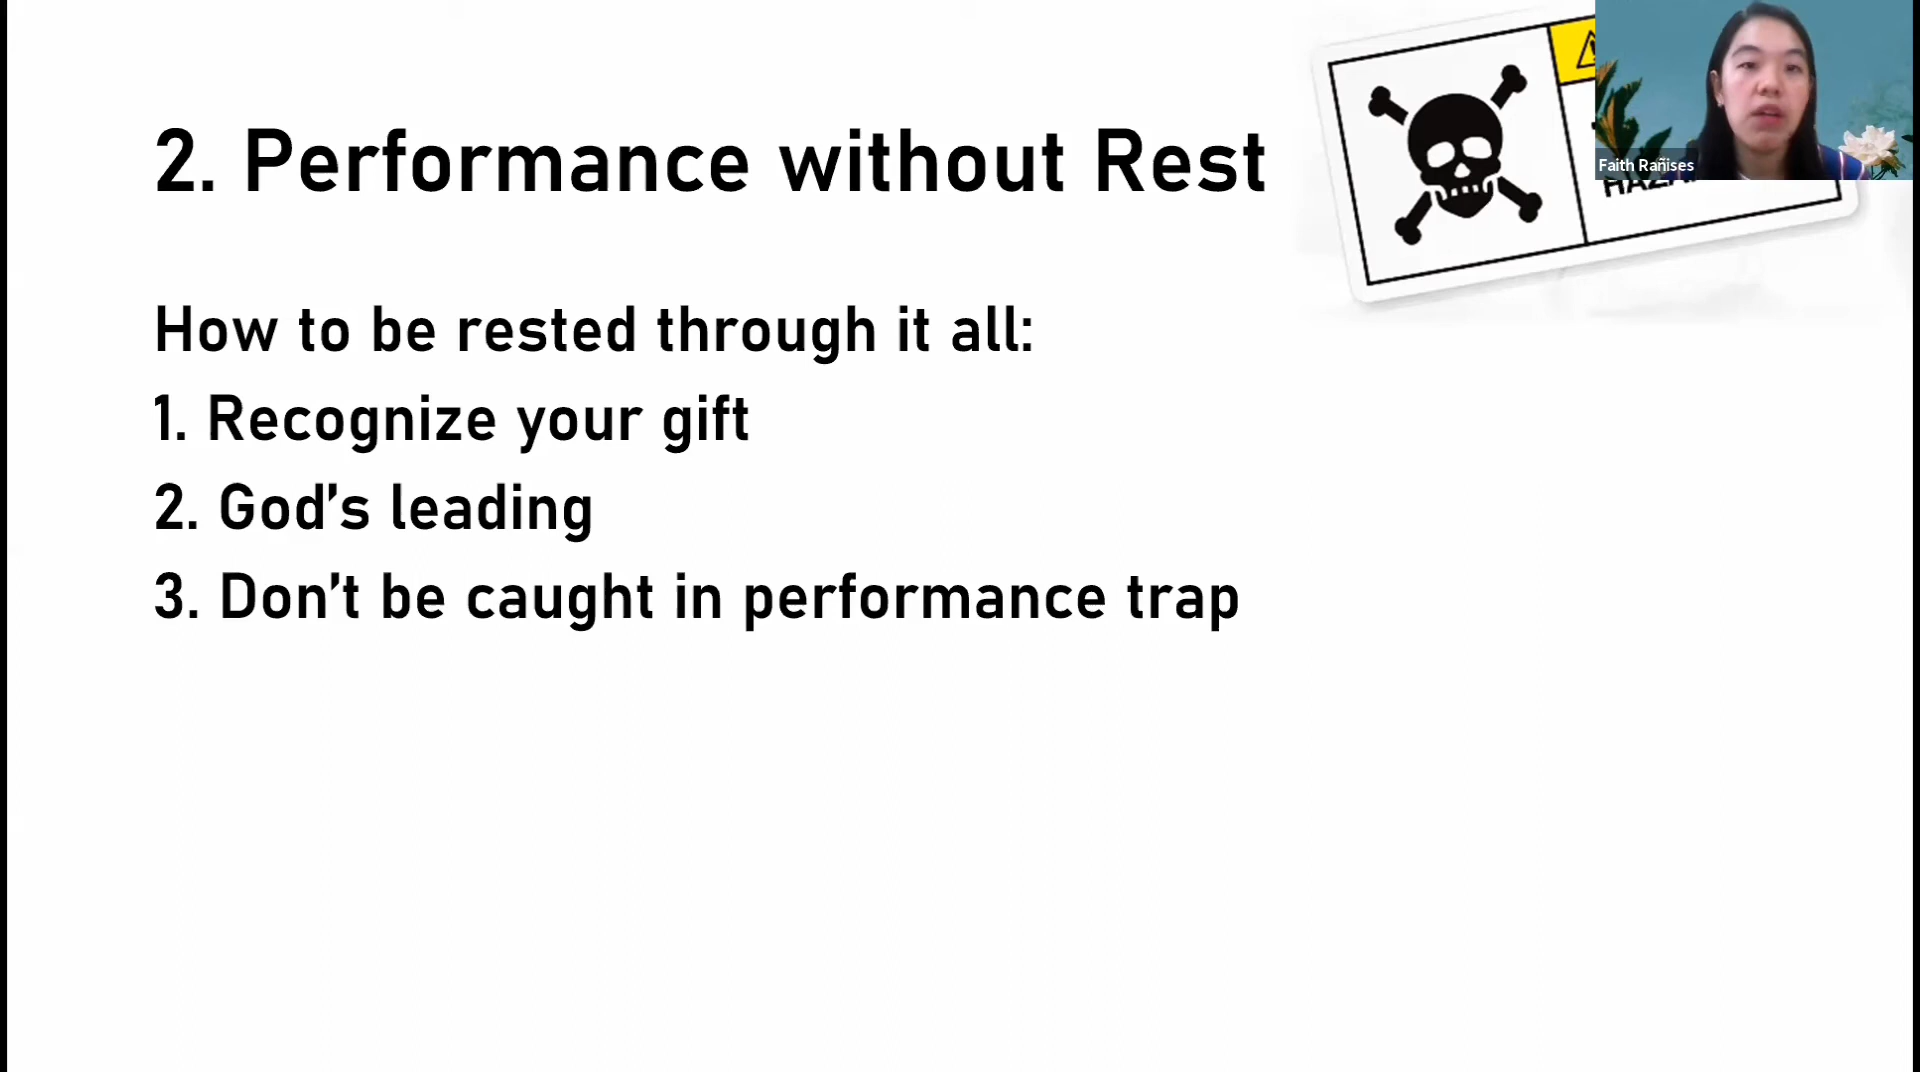 2. Performance without Rest
Faith Rañises
How to be rested through it all:
1. Recognize your gift
2. God's leading
3. Don't be caught in performance trap